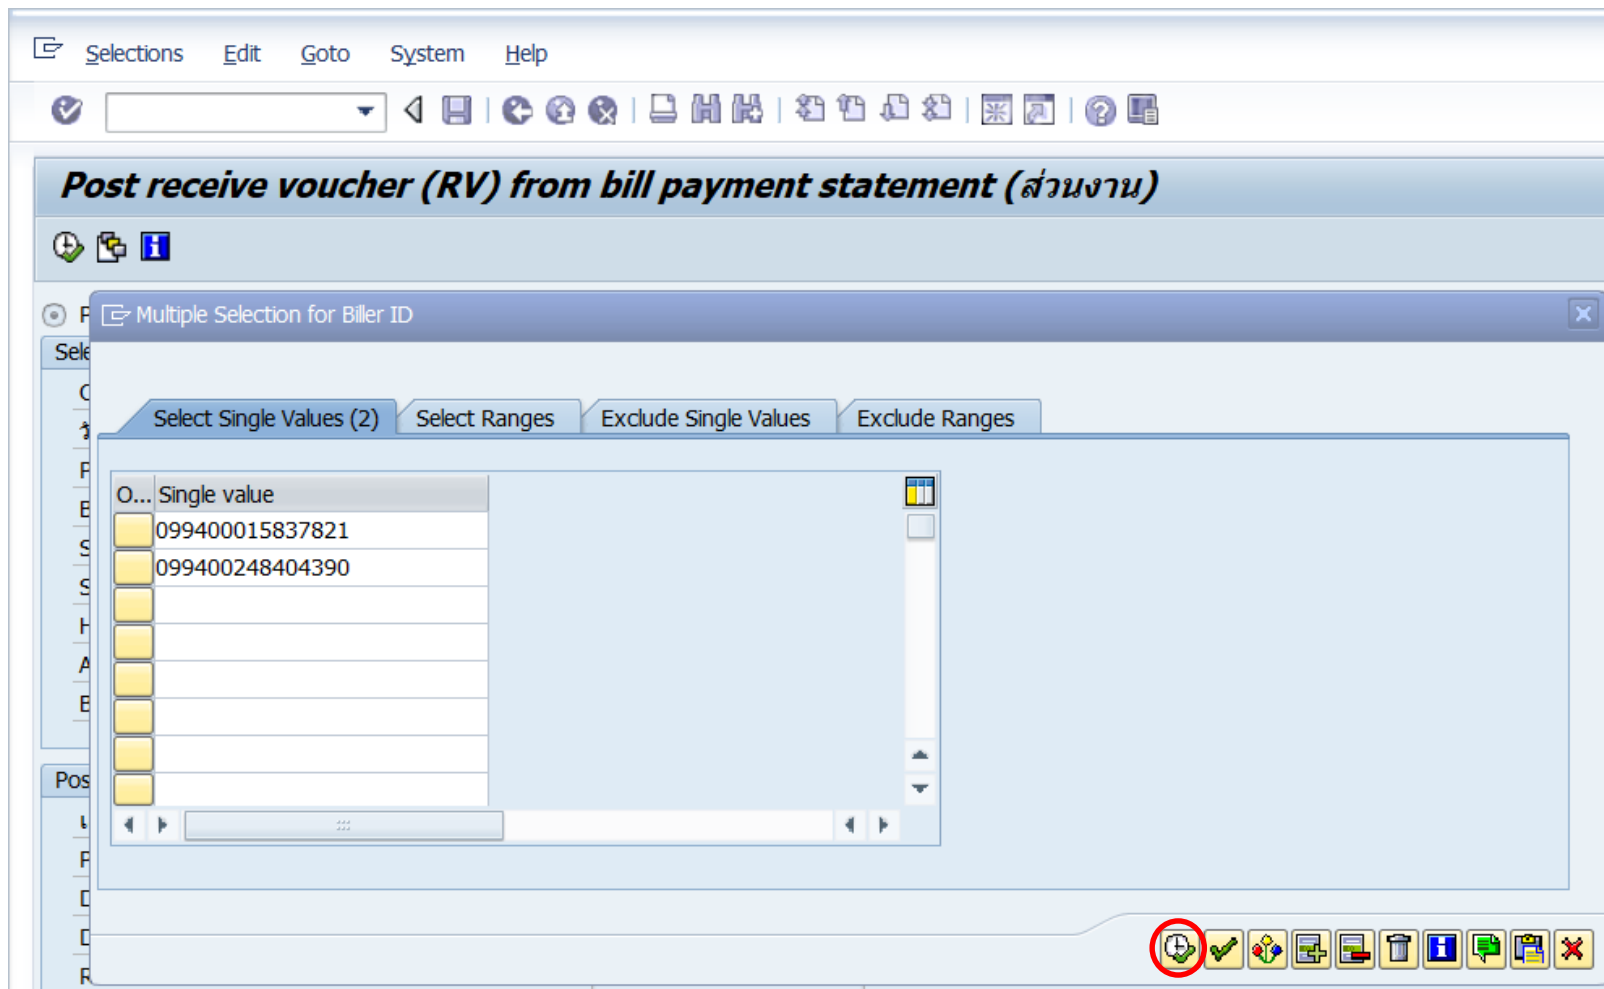 Selections Edit Goto System Help
Post receive voucher (RV) from bill payment statement (ส่วนงาน)
Multiple Selection for Biller ID
Select Single Values (2) Select Ranges Exclude Single Values Exclude Ranges
O... Single value
099400015837821
099400248404390